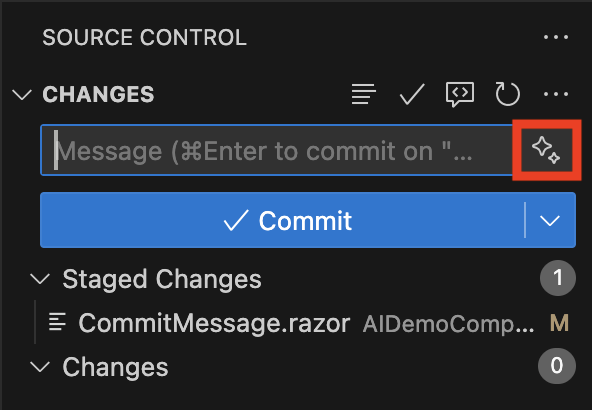 SOURCE CONTROL
CHANGES
Message (⌘Enter to commit on "...
Commit
Staged Changes 1
CommitMessage.razor AIDemoComp... M
Changes 0